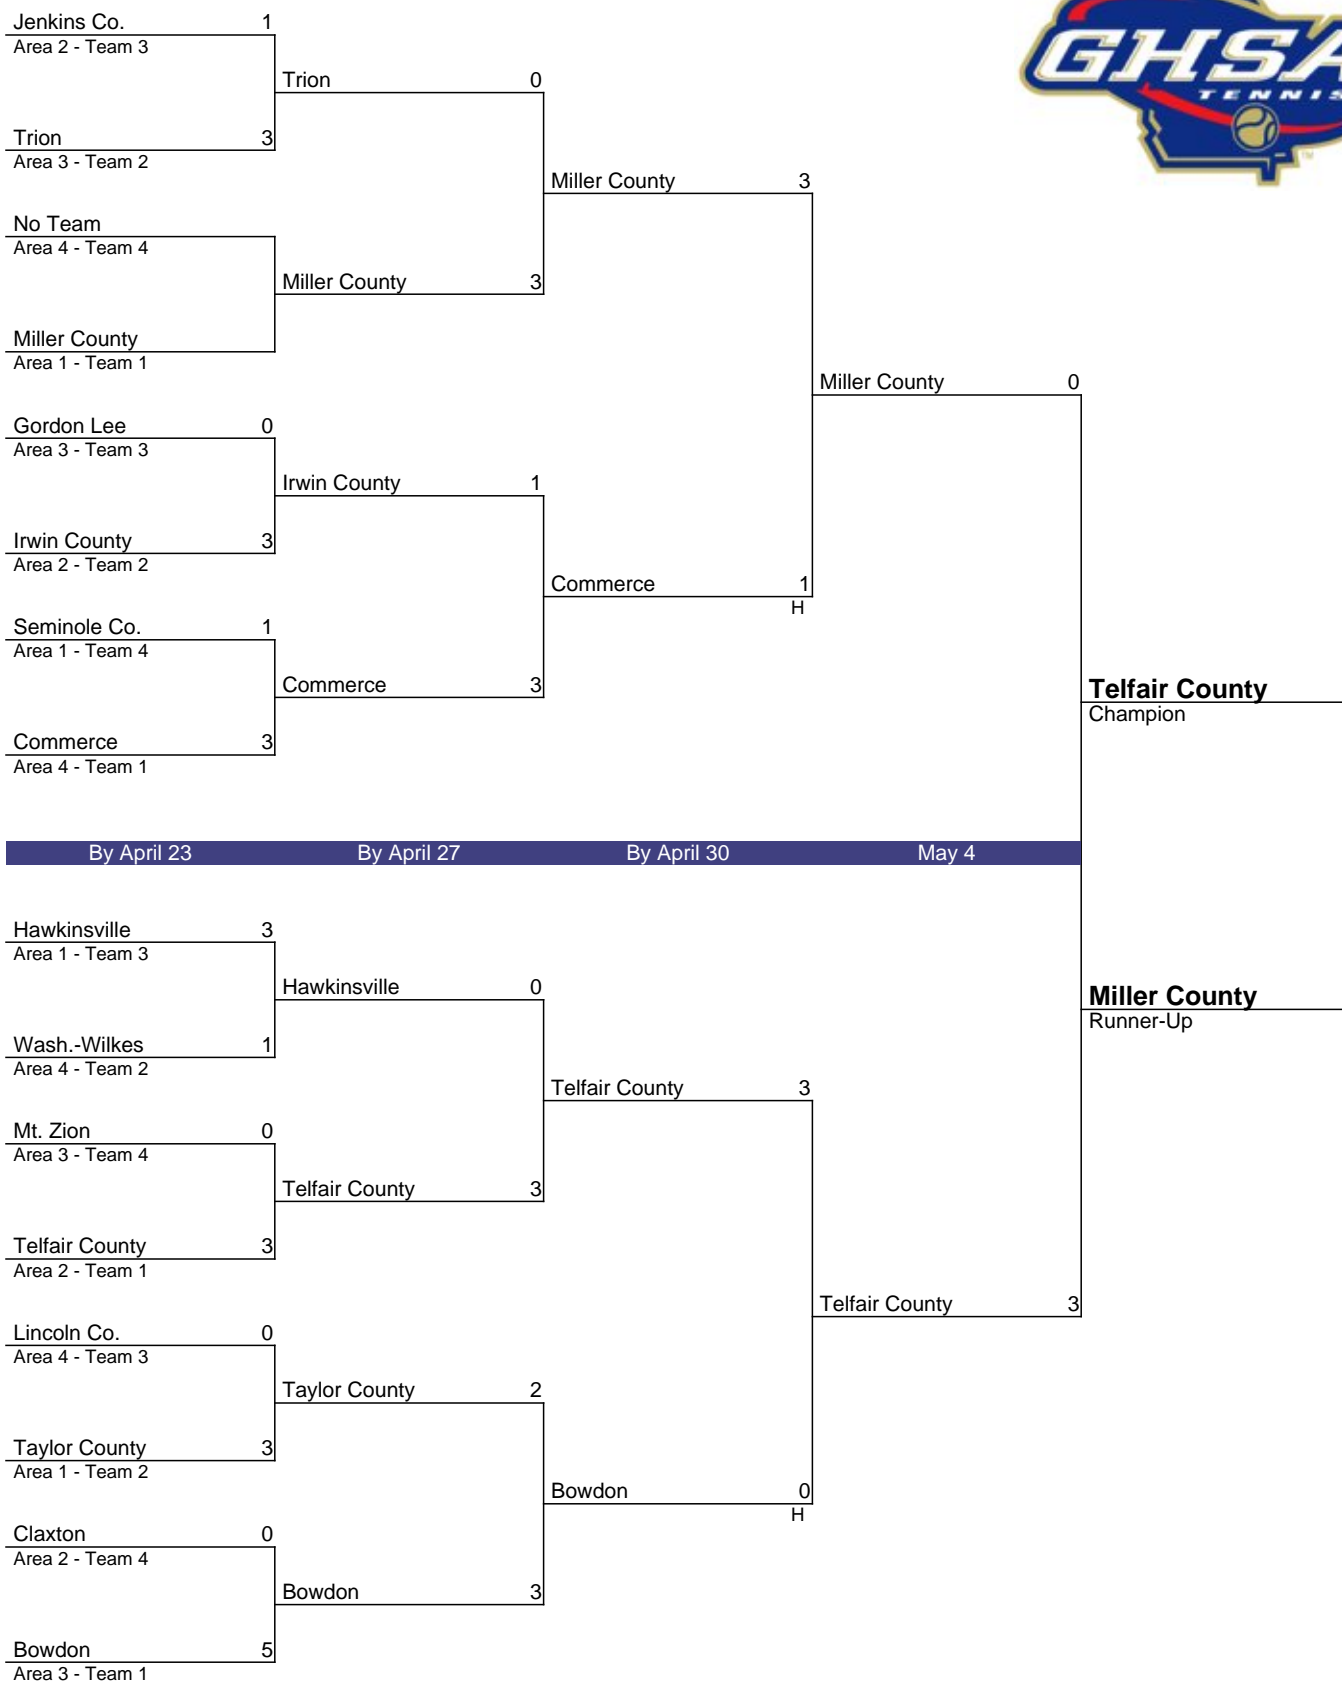 GHSA
TENNIS
Jenkins Co. 1
Area 2 - Team 3
Trion 0
Trion 3
Area 3 - Team 2
Miller County 3
No Team
Area 4 - Team 4
Miller County 3
Miller County
Area 1 - Team 1
Miller County 0
Gordon Lee 0
Area 3 - Team 3
Irwin County 1
Irwin County 3
Area 2 - Team 2
Commerce 1
H
Seminole Co. 1
Area 1 - Team 4
Commerce 3
Telfair County
Champion
Commerce 3
Area 4 - Team 1
By April 23 By April 27 By April 30 May 4
Hawkinsville 3
Area 1 - Team 3
Hawkinsville 0
Miller County
Runner-Up
Wash.-Wilkes 1
Area 4 - Team 2
Telfair County 3
Mt. Zion 0
Area 3 - Team 4
Telfair County 3
Telfair County 3
Area 2 - Team 1
Telfair County 3
Lincoln Co. 0
Area 4 - Team 3
Taylor County 2
Taylor County 3
Area 1 - Team 2
Bowdon 0
H
Claxton 0
Area 2 - Team 4
Bowdon 3
Bowdon 5
Area 3 - Team 1